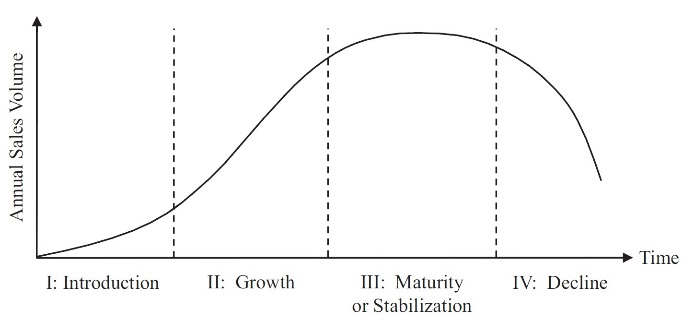 Annual Sales Volume
Time
I: Introduction
II: Growth
III: Maturity
or Stabilization
IV: Decline